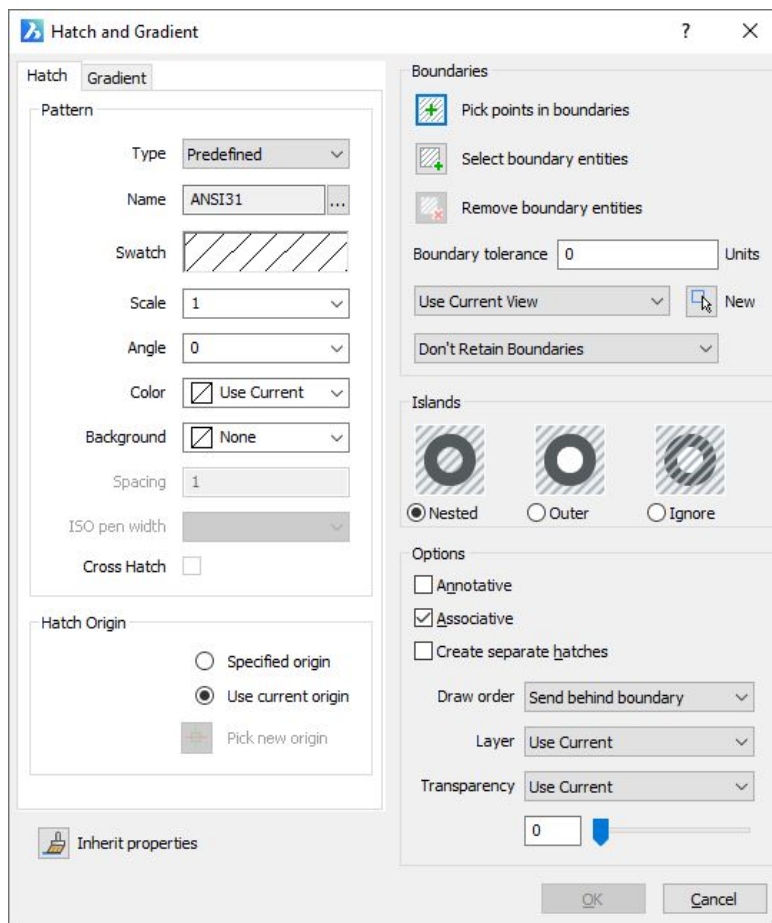 Hatch and Gradient
?
Hatch
Gradient
Pattern
Type
Predefined
Name
ANSI31
...
Swatch
Scale
1
Angle
0
Color
Use Current
Background
None
Spacing
1
ISO pen width
Cross Hatch
Hatch Origin
Specified origin
Use current origin
Pick new origin
Inherit properties
Boundaries
Pick points in boundaries
Select boundary entities
Remove boundary entities
Boundary tolerance
0
Units
Use Current View
New
Don't Retain Boundaries
Islands
Nested
Outer
Ignore
Options
Annotative
Associative
Create separate hatches
Draw order
Send behind boundary
Layer
Use Current
Transparency
Use Current
0
OK
Cancel